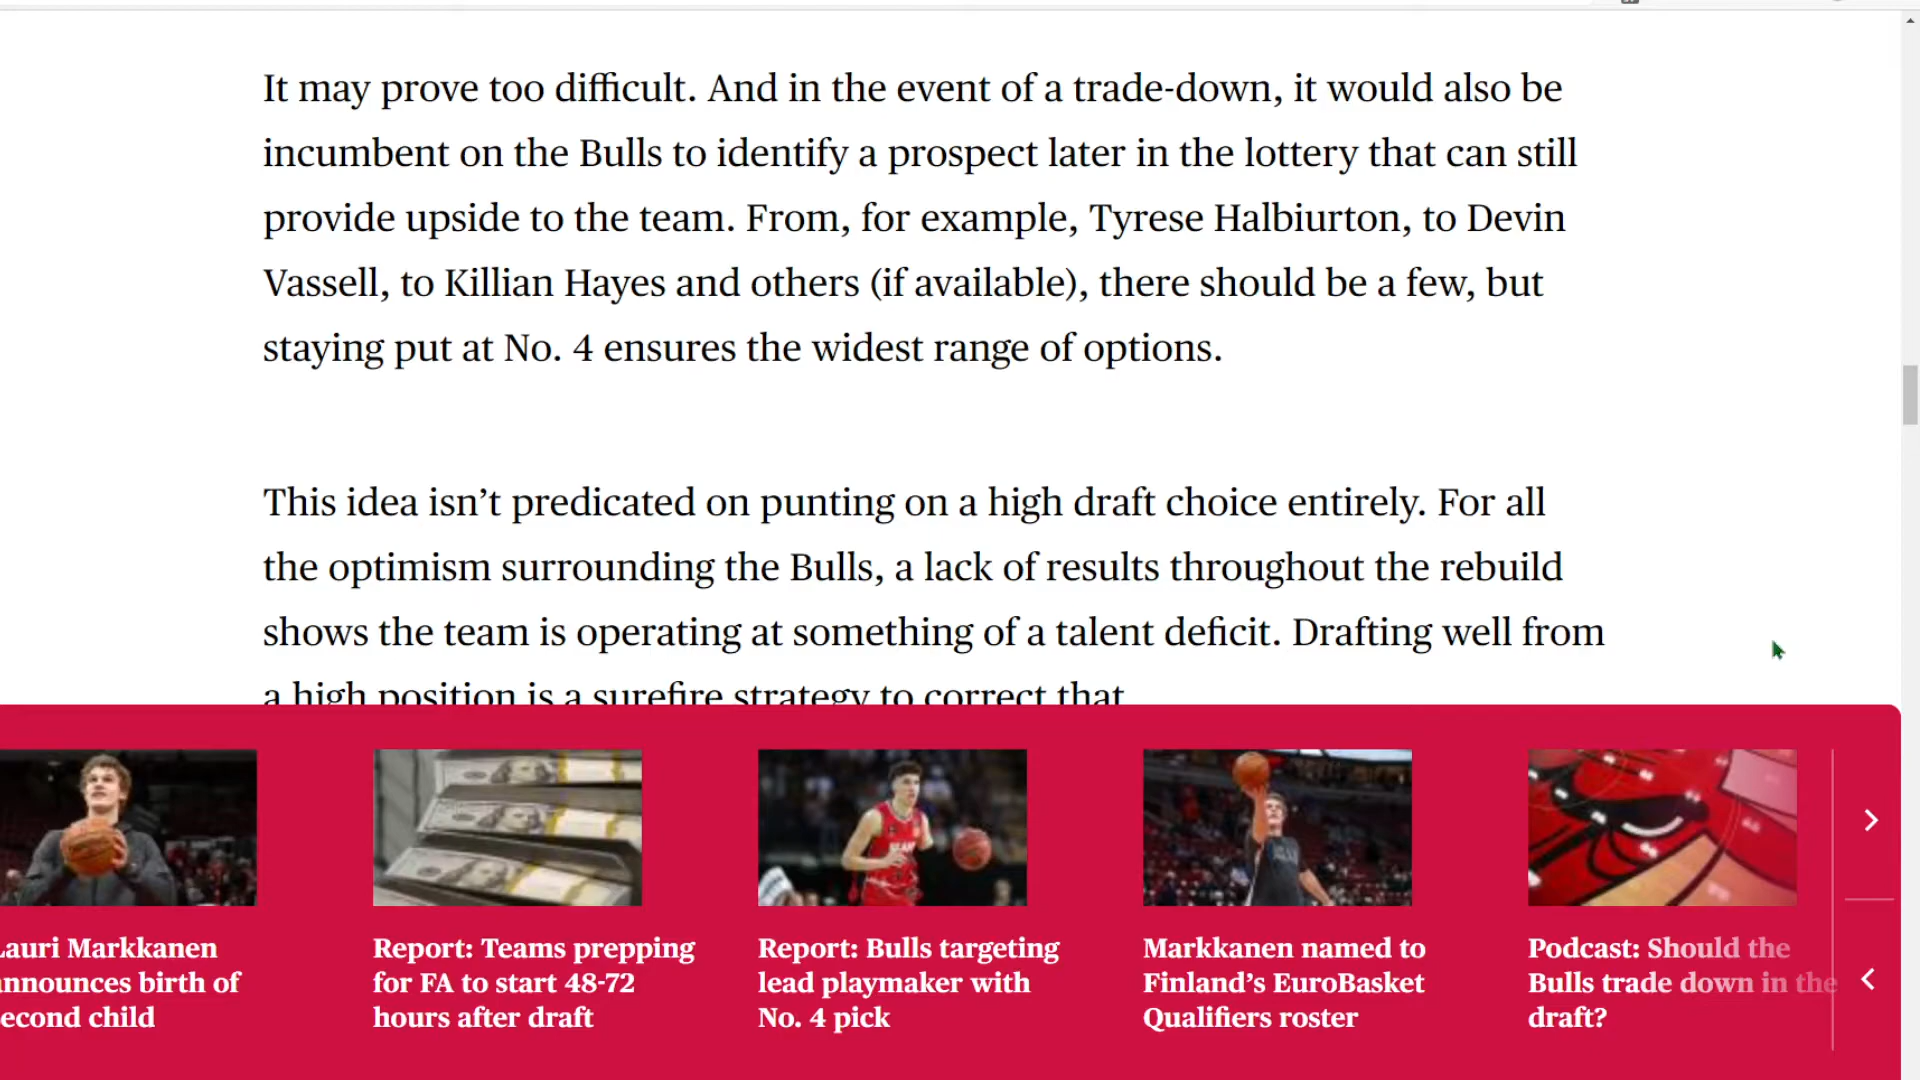 It may prove too difficult. And in the event of a trade-down, it would also be
incumbent on the Bulls to identify a prospect later in the lottery that can still
provide upside to the team. From, for example, Tyrese Halbiurton, to Devin
Vassell, to Killian Hayes and others (if available), there should be a few, but
staying put at No. 4 ensures the widest range of options.
This idea isn’t predicated on punting on a high draft choice entirely. For all
the optimism surrounding the Bulls, a lack of results throughout the rebuild
shows the team is operating at something of a talent deficit. Drafting well from
a high position is a surefire strategy to correct that
Lauri Markkanen
announces birth of
second child
Report: Teams prepping
for FA to start 48-72
hours after draft
Report: Bulls targeting
lead playmaker with
No. 4 pick
Markkanen named to
Finland’s EuroBasket
Qualifiers roster
Podcast: Should the
Bulls trade down in the
draft?